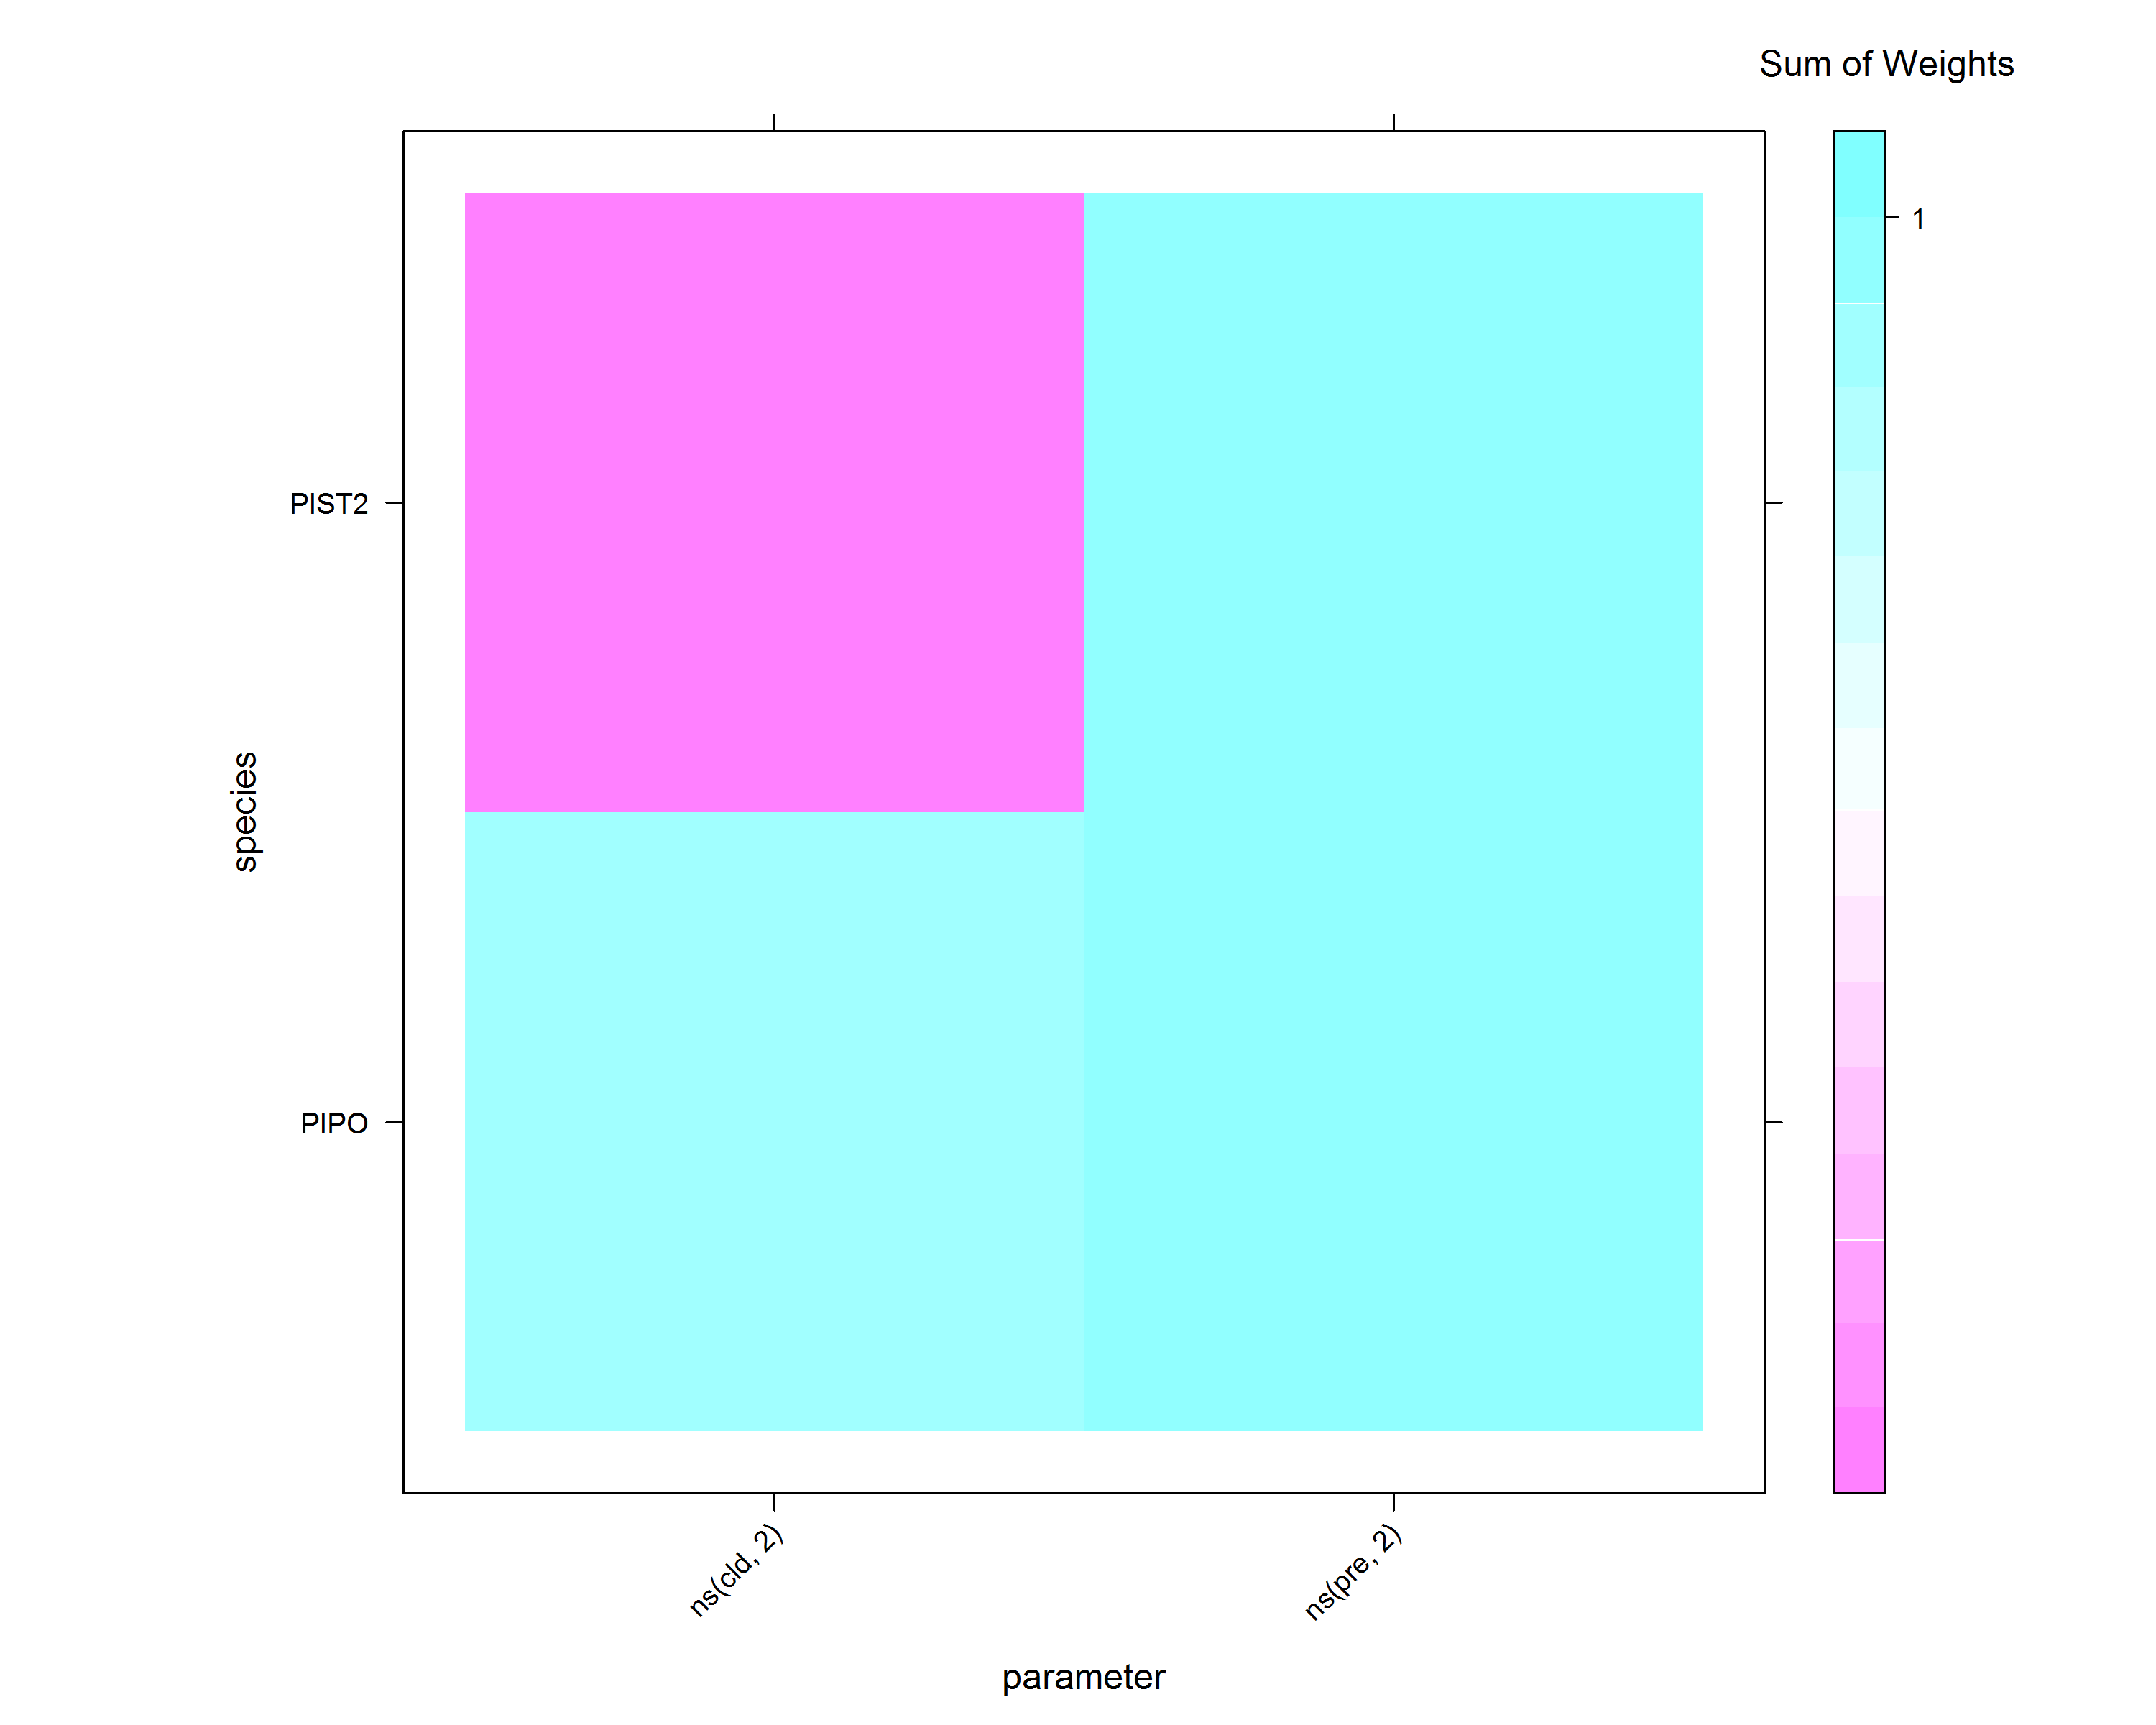 Sum of Weights
1
PIST2
species
PIPO
ns(cld, 2)
ns(pre, 2)
parameter